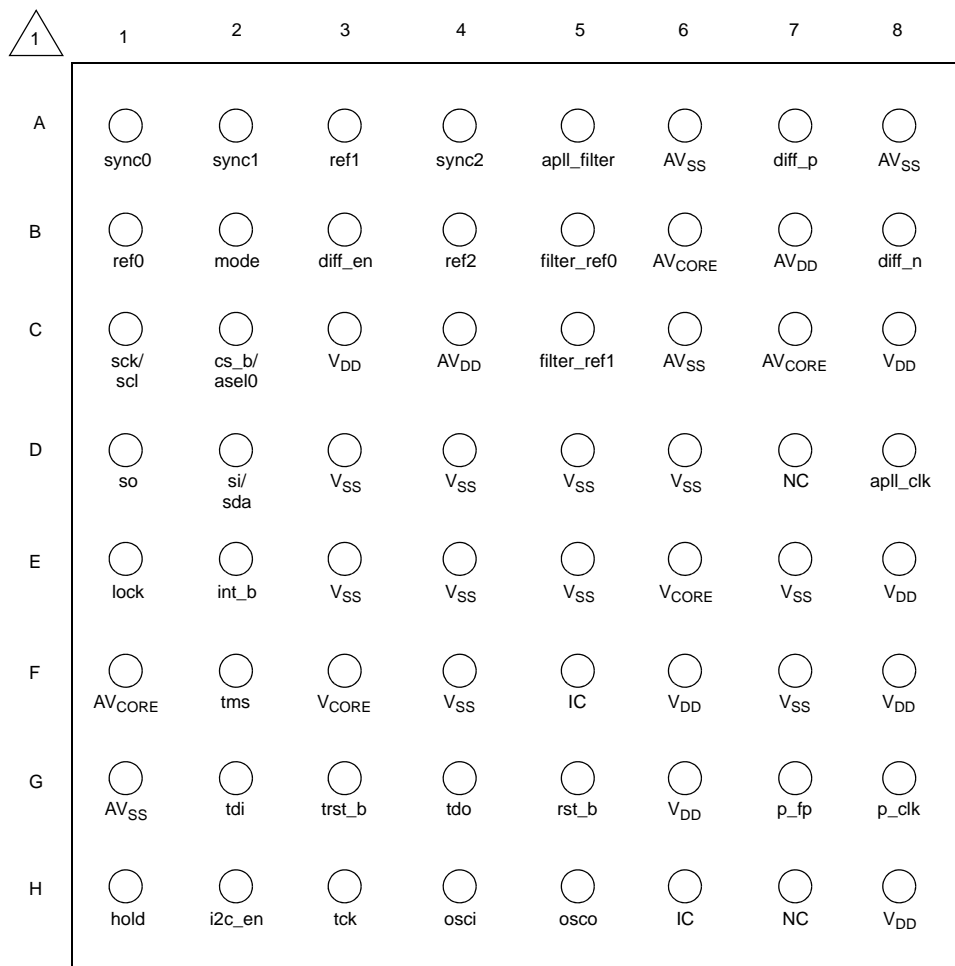 1 1 2 3 4 5 6 7 8
A
sync0 sync1 ref1 sync2 apll_filter AVSS diff_p AVSS
B
ref0 mode diff_en ref2 filter_ref0 AVCORE AVDD diff_n
C
sck/ cs_b/ VDD AVDD filter_ref1 AVSS AVCORE VDD
scl asel0
D
so si/ VSS VSS VSS VSS NC apll_clk
sda
E
lock int_b VSS VSS VSS VCORE VSS VDD
F
AVCORE tms VCORE VSS IC VDD VSS VDD
G
AVSS tdi trst_b tdo rst_b VDD p_fp p_clk
H
hold i2c_en tck osci osco IC NC VDD